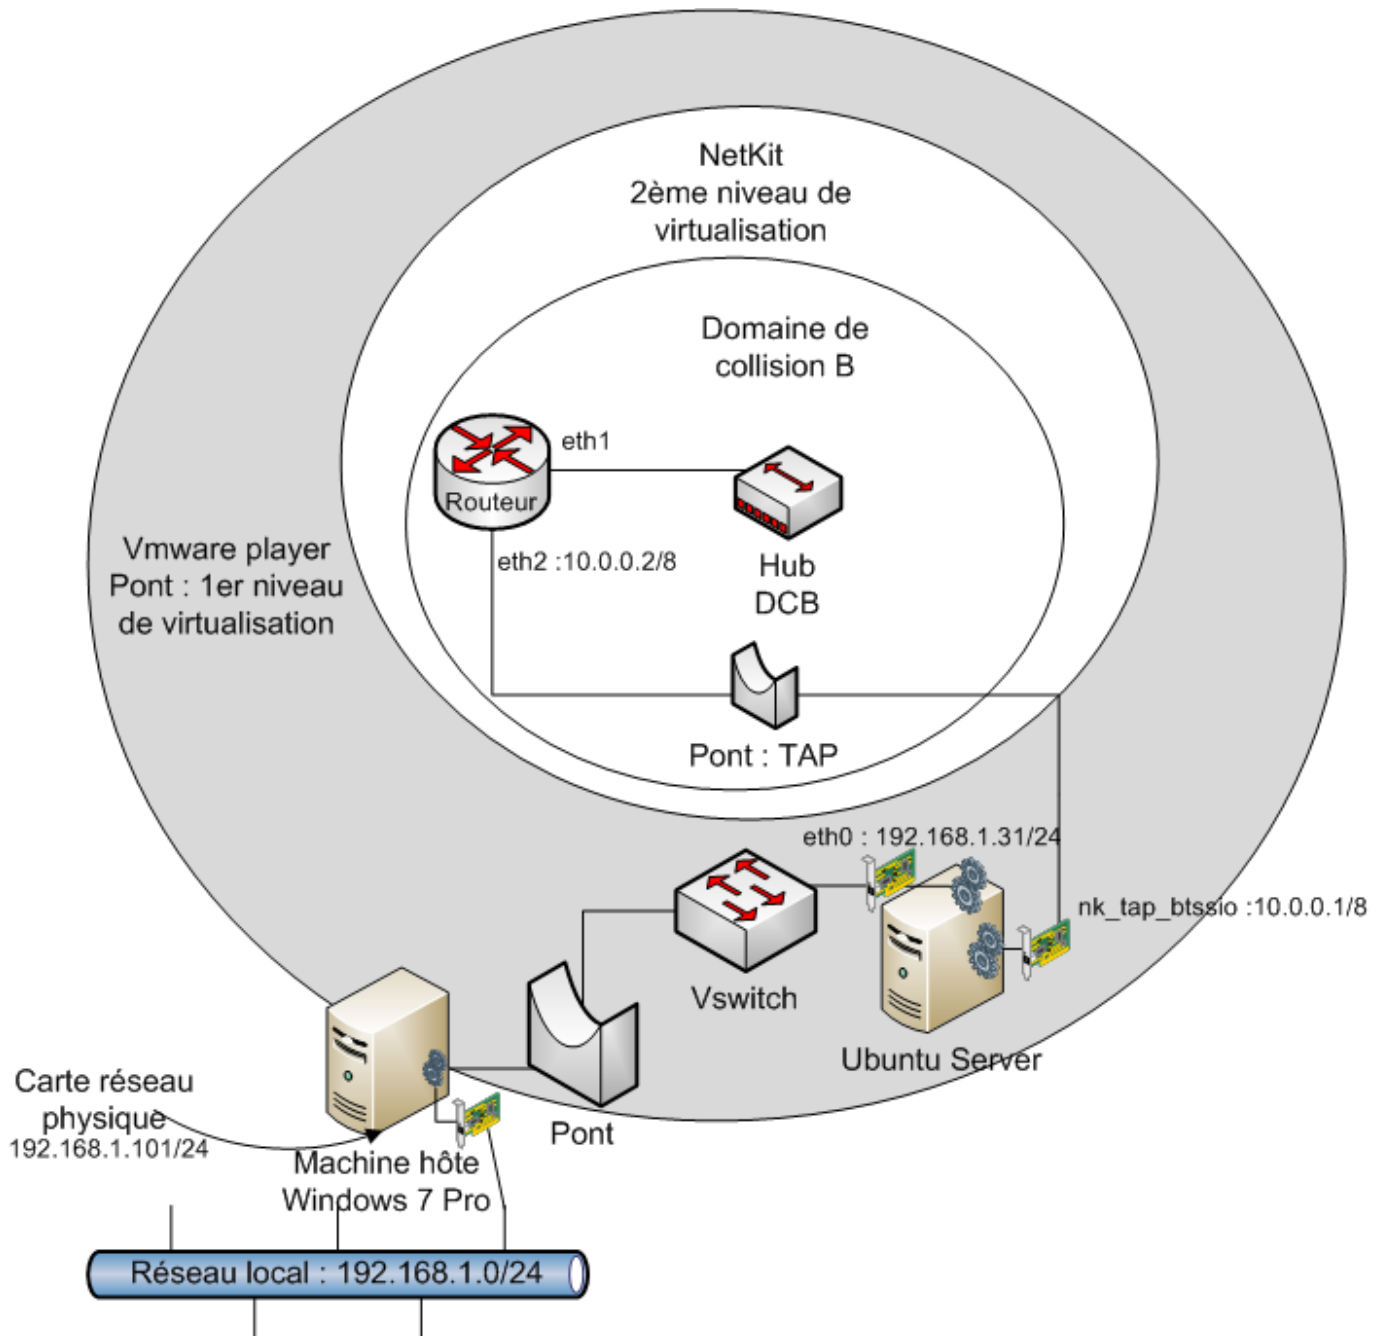 NetKit
2ème niveau de
virtualisation
Domaine de
collision B
eth1
Routeur
eth2 :10.0.0.2/8
Hub
DCB
Vmware player
Pont : 1er niveau
de virtualisation
Pont : TAP
eth0 : 192.168.1.31/24
nk_tap_btssio :10.0.0.1/8
Vswitch
Ubuntu Server
Carte réseau
physique
192.168.1.101/24
Pont
Machine hôte
Windows 7 Pro
Réseau local : 192.168.1.0/24